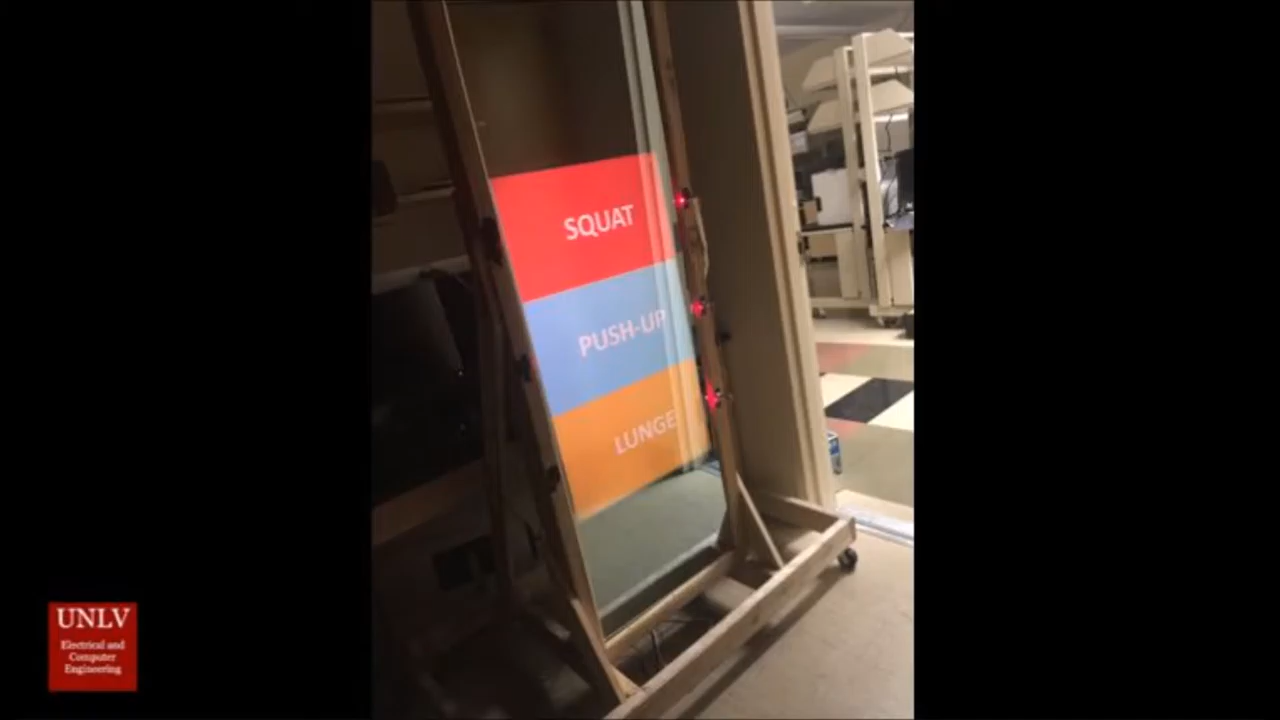 SQUAT
PUSH-UP
LUNGE
UNLV
Electrical and
Computer
Engineering